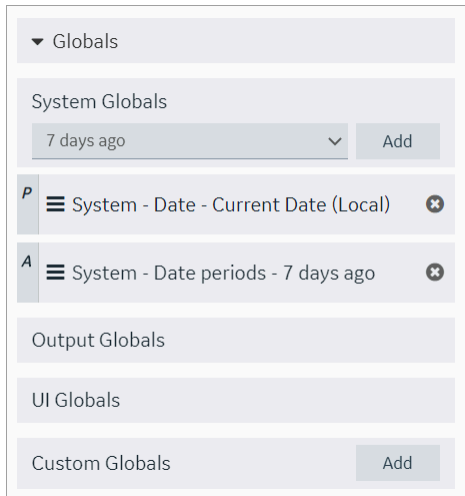 Globals
System Globals
7 days ago
Add
P
System - Date - Current Date (Local)
A
System - Date periods - 7 days ago
Output Globals
UI Globals
Custom Globals
Add